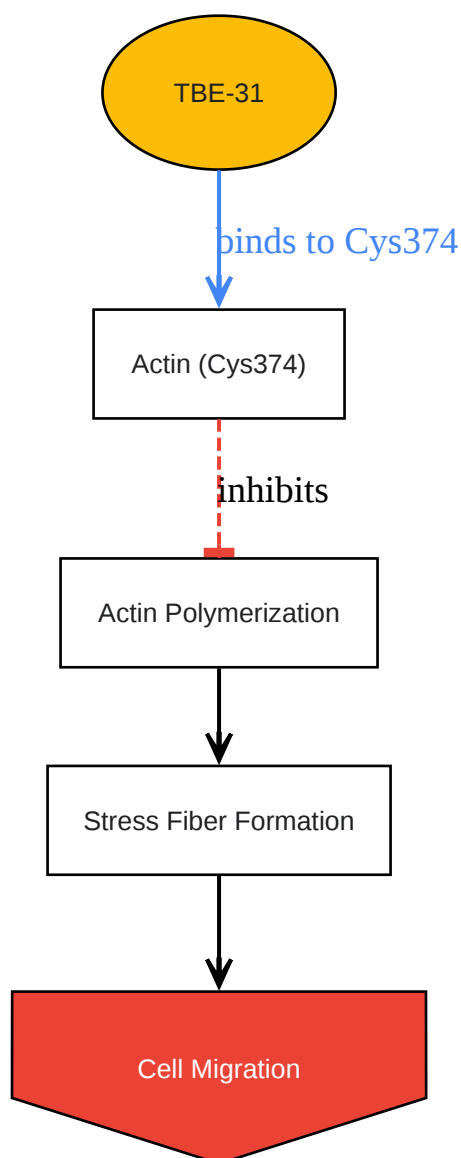 TBE-31
binds to Cys374
Actin (Cys374)
inhibits
Actin Polymerization
Stress Fiber Formation
Cell Migration